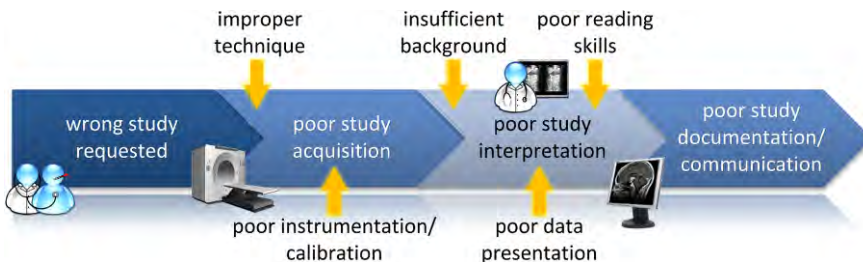 improper
technique
insufficient
background
poor reading
skills
wrong study
requested
poor study
acquisition
poor study
interpretation
poor study
documentation/
communication
poor instrumentation/
calibration
poor data
presentation